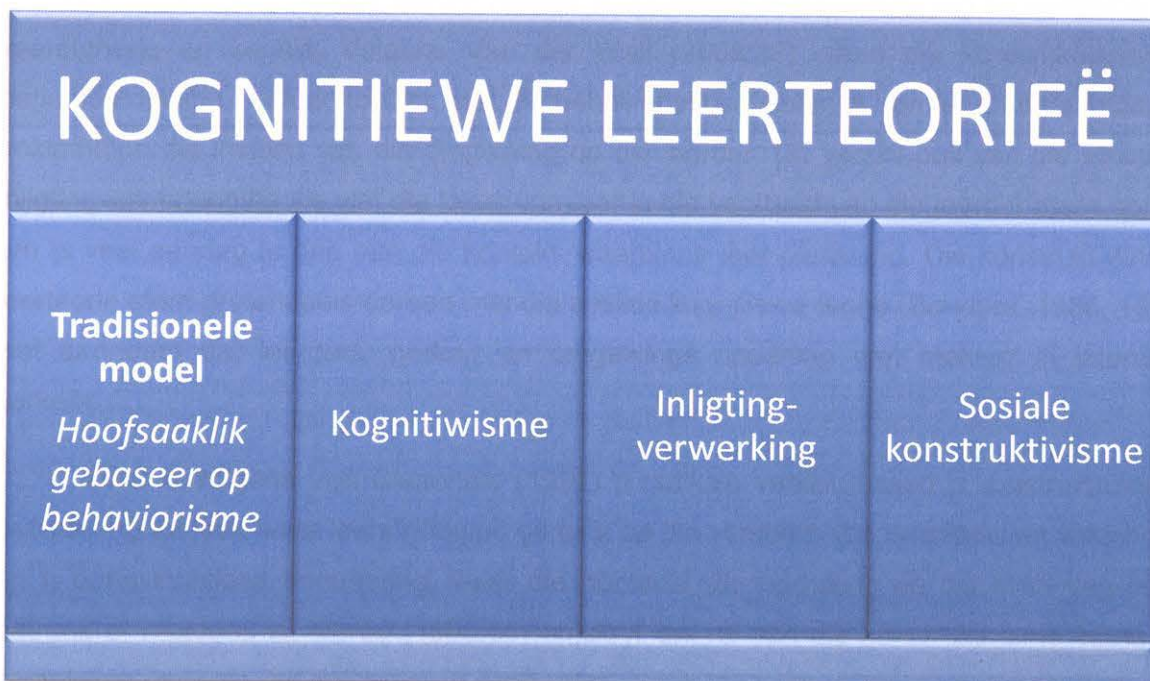 KOGNITIEWE LEERTEORIEË
Tradisionele
model
Hoofsaaklik
gebaseer op
behaviorisme
Kognitiwisme
Inligting-
verwerking
Sosiale
konstruktivisme